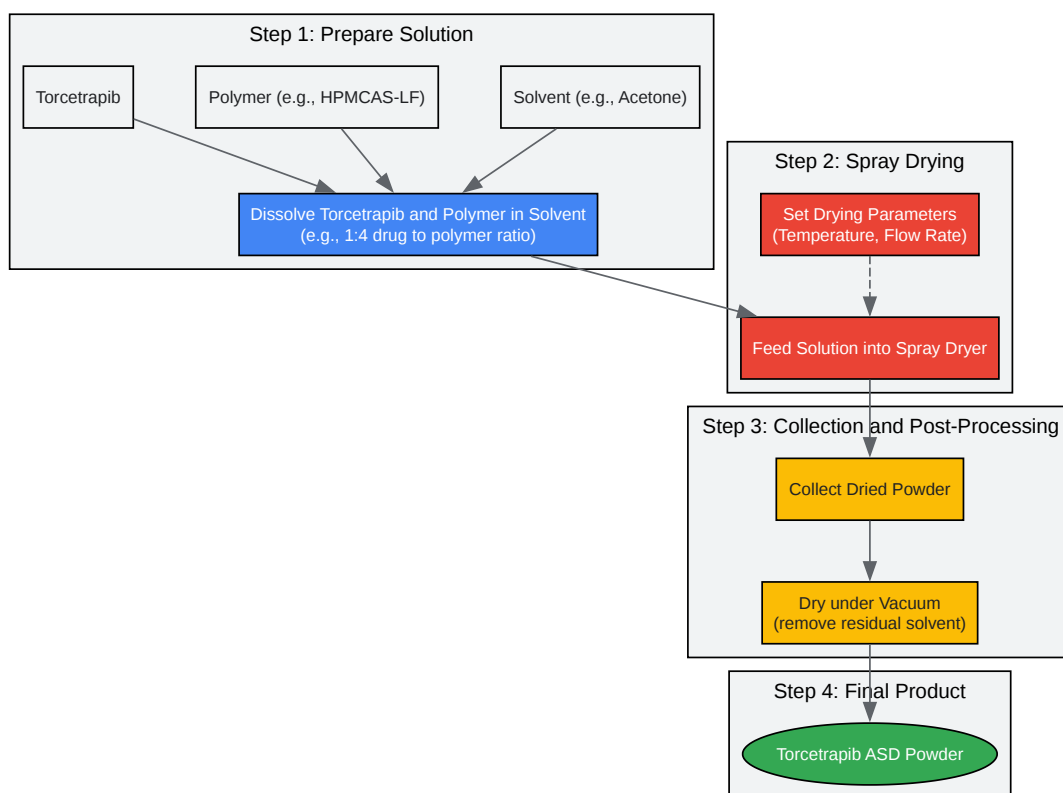 Step 1: Prepare Solution
Torcetrapib
Polymer (e.g., HPMCAS-LF)
Solvent (e.g., Acetone)
Dissolve Torcetrapib and Polymer in Solvent
(e.g., 1:4 drug to polymer ratio)
Step 2: Spray Drying
Set Drying Parameters
(Temperature, Flow Rate)
Feed Solution into Spray Dryer
Step 3: Collection and Post-Processing
Collect Dried Powder
Dry under Vacuum
(remove residual solvent)
Step 4: Final Product
Torcetrapib ASD Powder